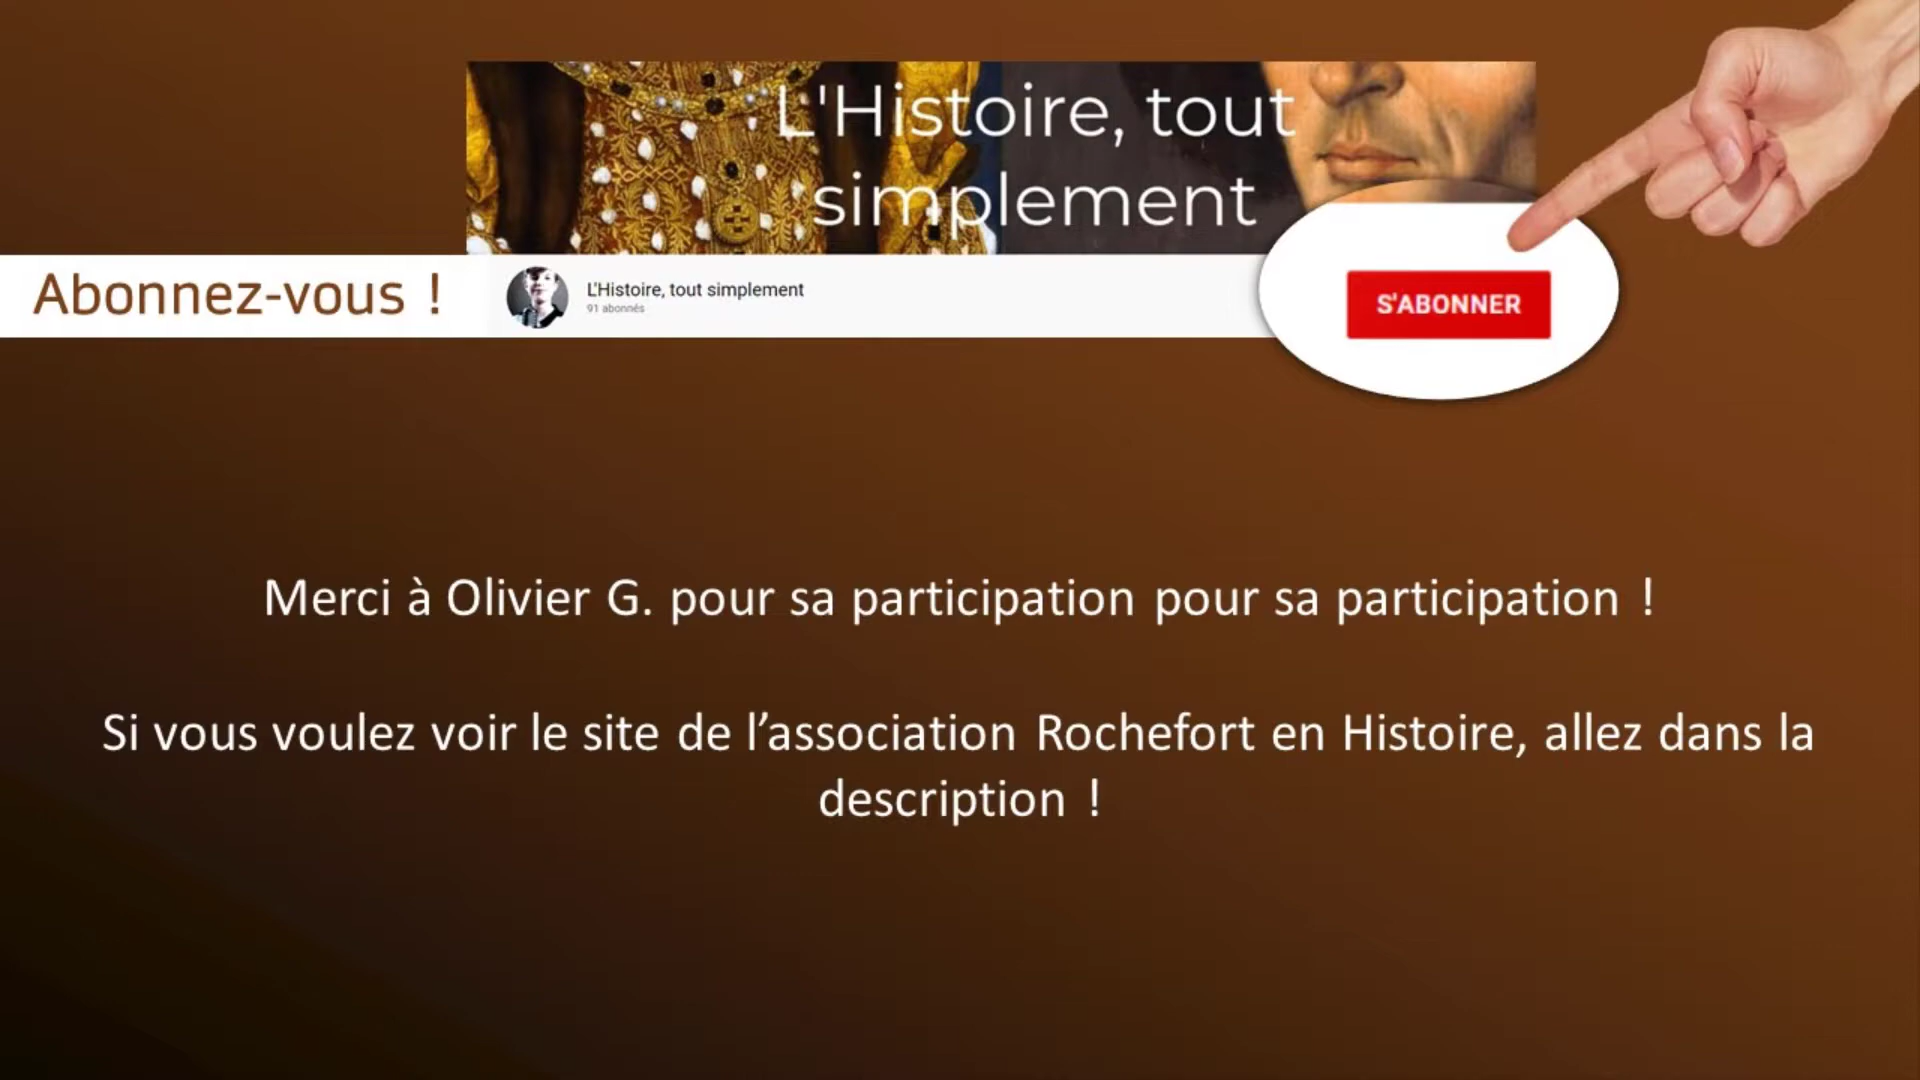 L'Histoire, tout
simplement
Abonnez-vous !
L'Histoire, tout simplement
91 abonnés
S'ABONNER
Merci à Olivier G. pour sa participation pour sa participation !
Si vous voulez voir le site de l’association Rochefort en Histoire, allez dans la
description !